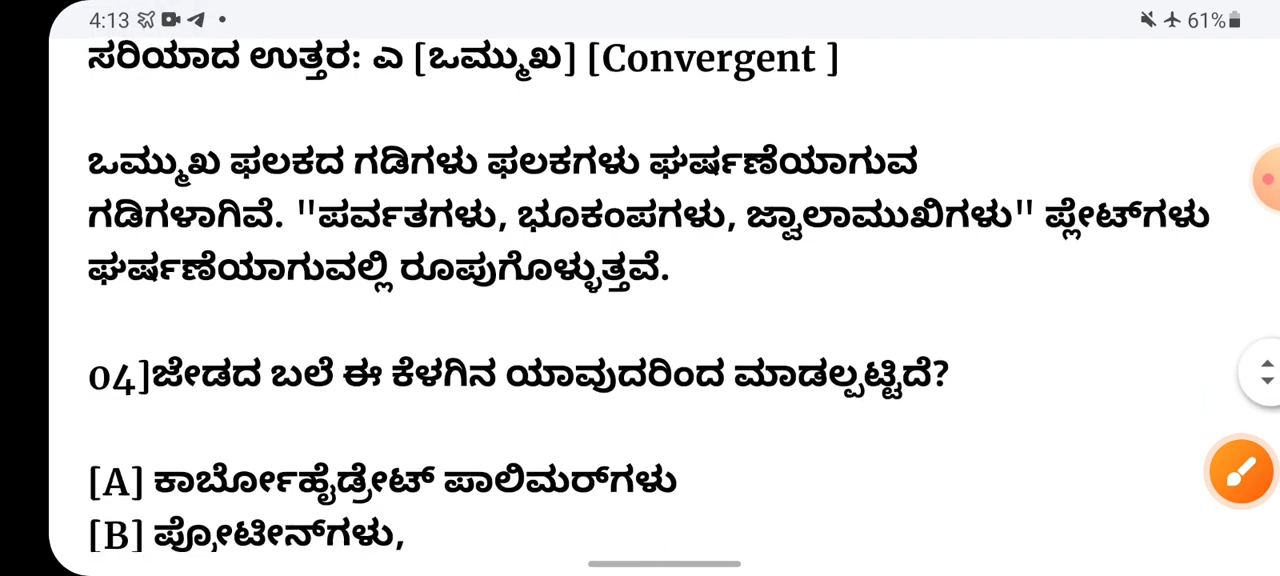 4:13
61%
ಸರಿಯಾದ ಉತ್ತರ: ಎ [ಒಮ್ಮುಖ] [Convergent ]
ಒಮ್ಮುಖ ಫಲಕದ ಗಡಿಗಳು ಫಲಕಗಳು ಘರ್ಷಣೆಯಾಗುವ
ಗಡಿಗಳಾಗಿವೆ. "ಪರ್ವತಗಳು, ಭೂಕಂಪಗಳು, ಜ್ವಾಲಾಮುಖಿಗಳು" ಪ್ಲೇಟ್‌ಗಳು
ಘರ್ಷಣೆಯಾಗುವಲ್ಲಿ ರೂಪುಗೊಳ್ಳುತ್ತವೆ.
04]ಜೇಡದ ಬಲೆ ಈ ಕೆಳಗಿನ ಯಾವುದರಿಂದ ಮಾಡಲ್ಪಟ್ಟಿದೆ?
[A] ಕಾರ್ಬೋಹೈಡ್ರೇಟ್ ಪಾಲಿಮರ್‌ಗಳು
[B] ಪ್ರೋಟೀನ್‌ಗಳು,